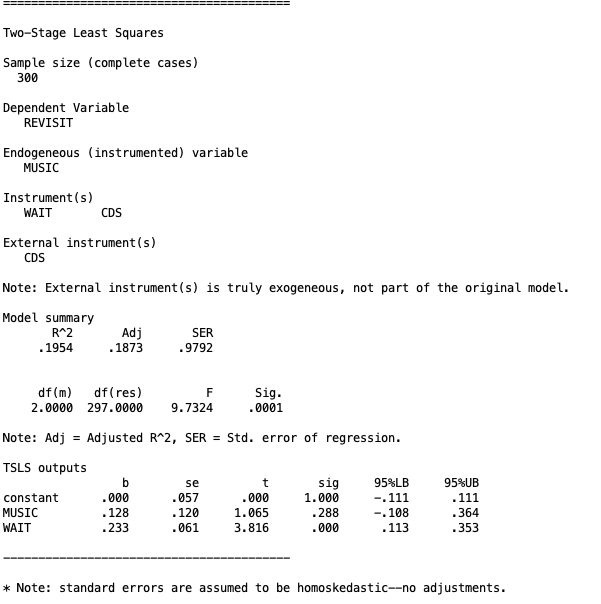 =========================================
Two-Stage Least Squares
Sample size (complete cases)
300
Dependent Variable
REVISIT
Endogeneous (instrumented) variable
MUSIC
Instrument(s)
WAIT CDS
External instrument(s)
CDS
Note: External instrument(s) is truly exogeneous, not part of the original model.
Model summary
R^2 Adj SER
.1954 .1873 .9792
df(m) df(res) F Sig.
2.0000 297.0000 9.7324 .0001
Note: Adj = Adjusted R^2, SER = Std. error of regression.
TSLS outputs
b se t sig 95%LB 95%UB
constant .000 .057 .000 1.000 -.111 .111
MUSIC .128 .120 1.065 .288 -.108 .364
WAIT .233 .061 3.816 .000 .113 .353
-----------------------------------------
* Note: standard errors are assumed to be homoskedastic--no adjustments.